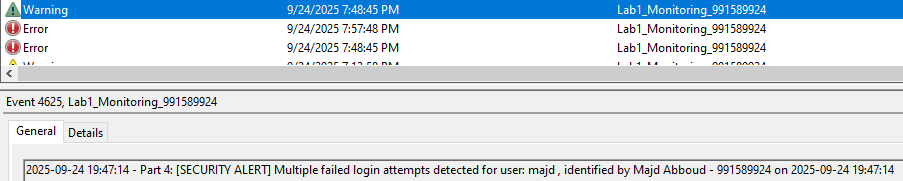 Warning 9/24/2025 7:48:45 PM Lab1_Monitoring_991589924
Error 9/24/2025 7:57:48 PM Lab1_Monitoring_991589924
Error 9/24/2025 7:48:45 PM Lab1_Monitoring_991589924
Event 4625, Lab1_Monitoring_991589924
General Details
2025-09-24 19:47:14 - Part 4: [SECURITY ALERT] Multiple failed login attempts detected for user: majd , identified by Majd Abboud - 991589924 on 2025-09-24 19:47:14